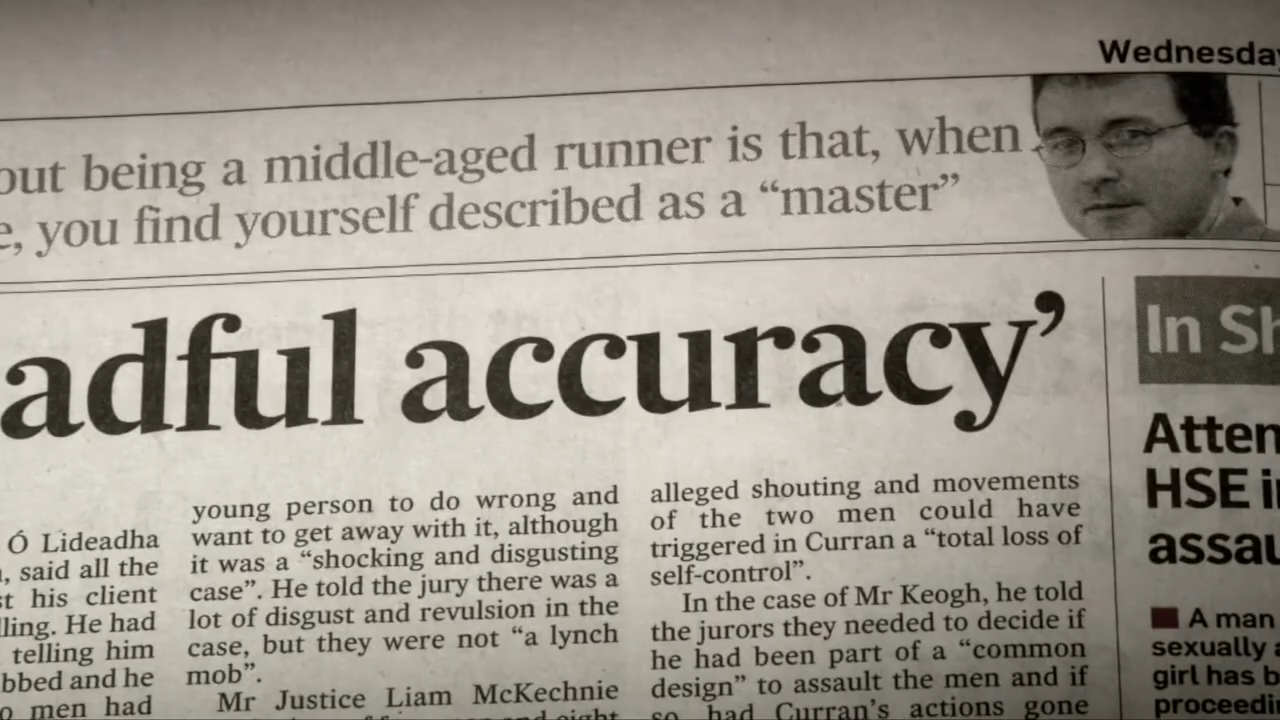 Wednesday
out being a middle-aged runner is that, when
e, you find yourself described as a “master”
adful accuracy’
Ó Lideadha
, said all the
st his client
lling. He had
telling him
bbed and he
o men had
young person to do wrong and
want to get away with it, although
it was a “shocking and disgusting
case”. He told the jury there was a
lot of disgust and revulsion in the
case, but they were not “a lynch
mob”.
Mr Justice Liam McKechnie
and eight
alleged shouting and movements
of the two men could have
triggered in Curran a “total loss of
self-control”.
In the case of Mr Keogh, he told
the jurors they needed to decide if
he had been part of a “common
design” to assault the men and if
so, had Curran’s actions gone
In Sh
Atten
HSE in
assau
A man
sexually a
girl has b
proceedin